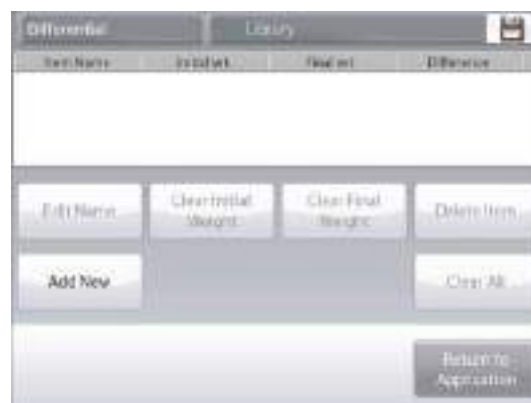 Differential
Library
Item Name Initial wt. Final wt. Difference
Edit Name
Clear Initial
Weight
Clear Final
Weight
Delete Item
Add New
Clear All
Return to
Application